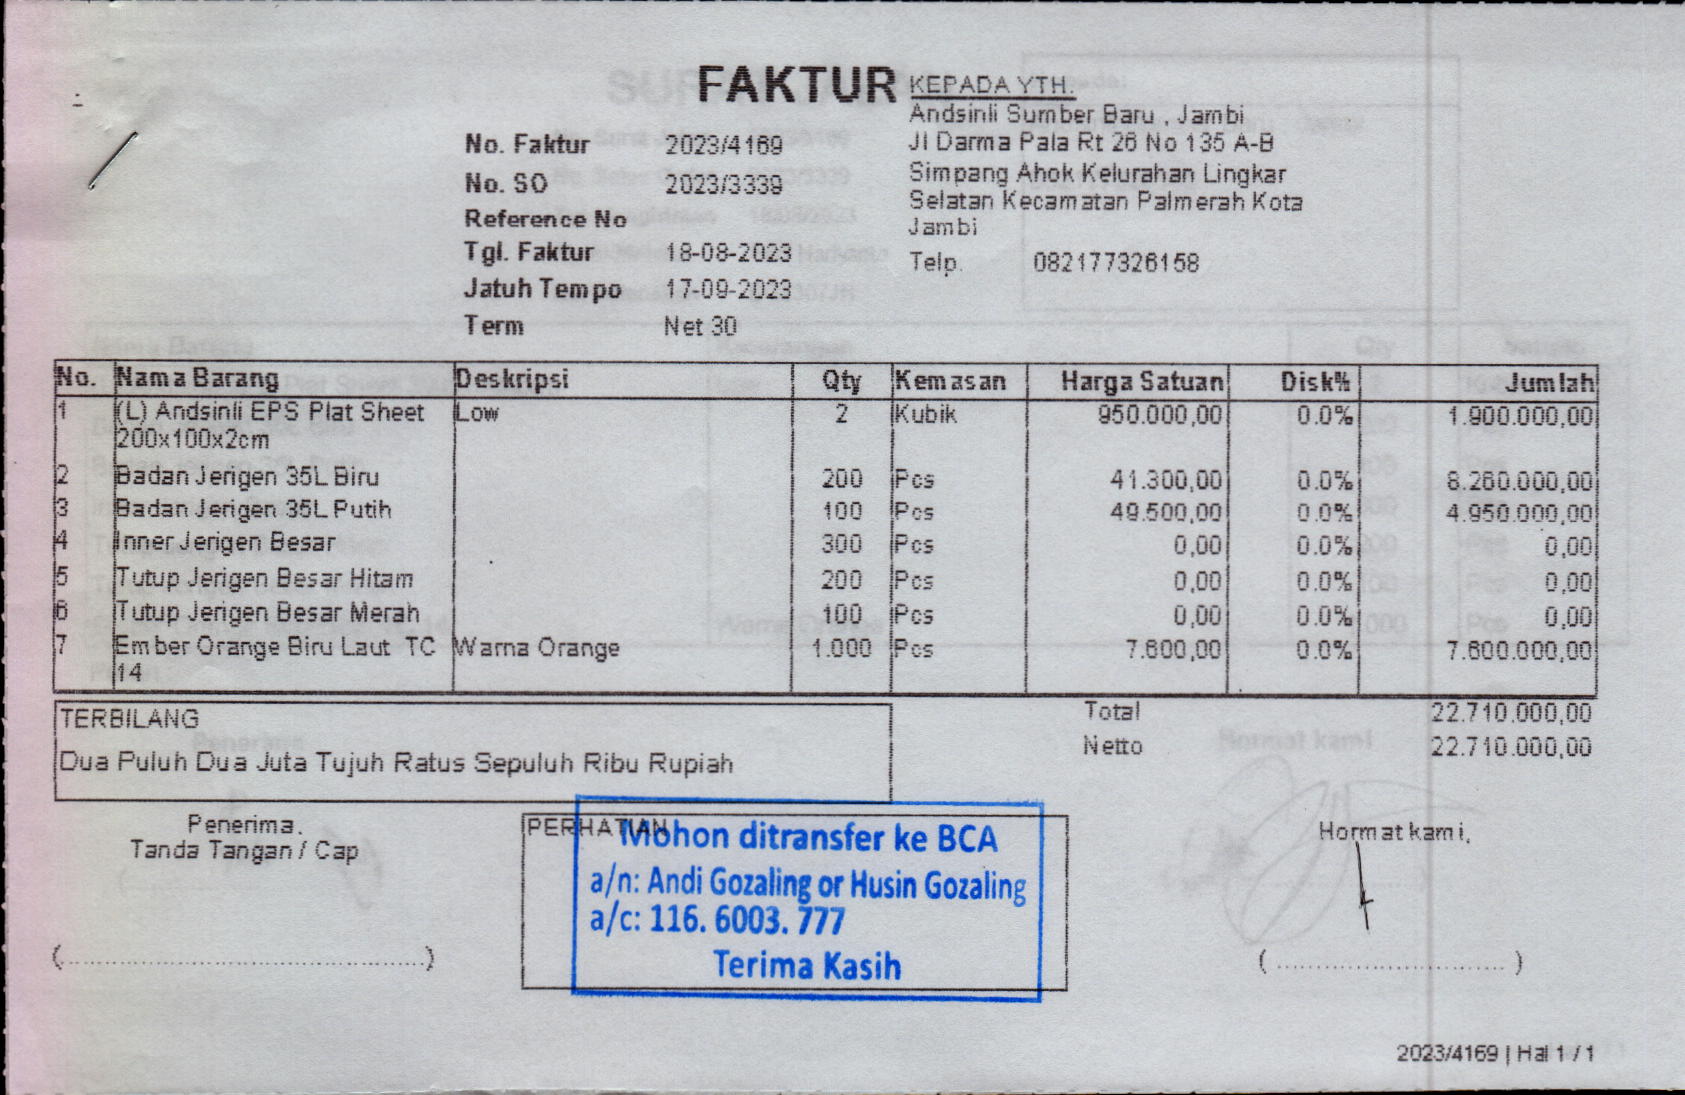 FAKTUR
No. Faktur 2023/4169
No. SO 2023/3339
Reference No
Tgl. Faktur 18-08-2023
Jatuh Tempo 17-09-2023
Term Net 30
KEPADA YTH.
Andsinli Sumber Baru , Jambi
Jl Darma Pala Rt 26 No 135 A-B
Simpang Ahok Kelurahan Lingkar
Selatan Kecamatan Palmerah Kota
Jambi
Telp. 082177326158
No. Nama Barang Deskripsi Qty Kemasan Harga Satuan Disk% Jumlah
1 (L) Andsinli EPS Plat Sheet Low 2 Kubik 950.000,00 0.0% 1.900.000,00
200x100x2cm
2 Badan Jerigen 35L Biru 200 Pcs 41.300,00 0.0% 8.260.000,00
3 Badan Jerigen 35L Putih 100 Pcs 49.500,00 0.0% 4.950.000,00
4 Inner Jerigen Besar 300 Pcs 0,00 0.0% 0,00
5 Tutup Jerigen Besar Hitam 200 Pcs 0,00 0.0% 0,00
6 Tutup Jerigen Besar Merah 100 Pcs 0,00 0.0% 0,00
7 Ember Orange Biru Laut TC Warna Orange 1.000 Pcs 7.600,00 0.0% 7.600.000,00
14
TERBILANG
Dua Puluh Dua Juta Tujuh Ratus Sepuluh Ribu Rupiah
Total 22.710.000,00
Netto 22.710.000,00
Penerima,
Tanda Tangan / Cap
(........................................)
PERHATIAN
Mohon ditransfer ke BCA
a/n: Andi Gozaling or Husin Gozaling
a/c: 116. 6003. 777
Terima Kasih
Hormat kami,
(..............................)
2023/4169 | Hal 1 / 1